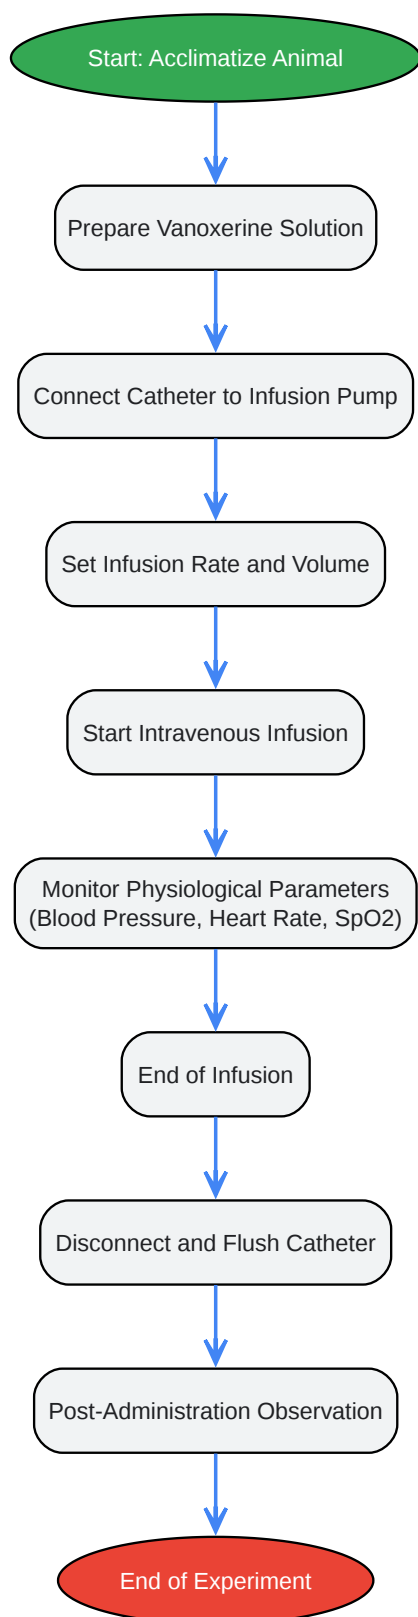 Start: Acclimatize Animal
Prepare Vanoxerine Solution
Connect Catheter to Infusion Pump
Set Infusion Rate and Volume
Start Intravenous Infusion
Monitor Physiological Parameters
(Blood Pressure, Heart Rate, SpO2)
End of Infusion
Disconnect and Flush Catheter
Post-Administration Observation
End of Experiment